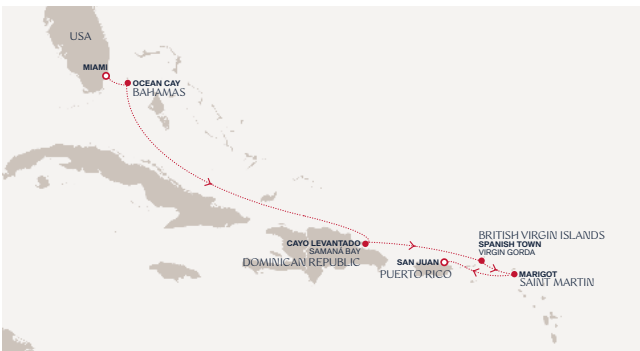 USA
MIAMI
OCEAN CAY
BAHAMAS
BRITISH VIRGIN ISLANDS
CAYO LEVANTADO
SPANISH TOWN
SAMANÁ BAY
VIRGIN GORDA
DOMINICAN REPUBLIC
SAN JUAN
PUERTO RICO
MARIGOT
SAINT MARTIN